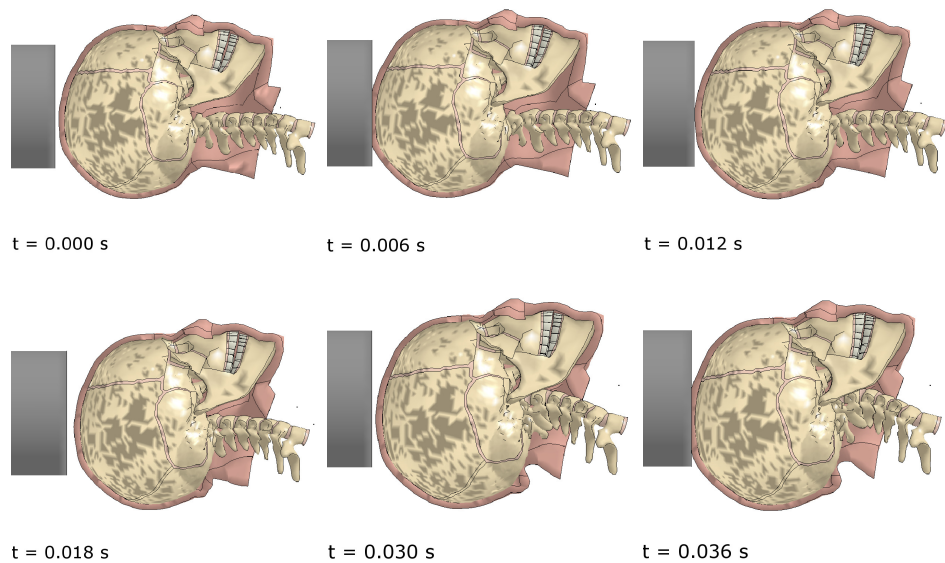 t = 0.000 s
t = 0.006 s
t = 0.012 s
t = 0.018 s
t = 0.030 s
t = 0.036 s